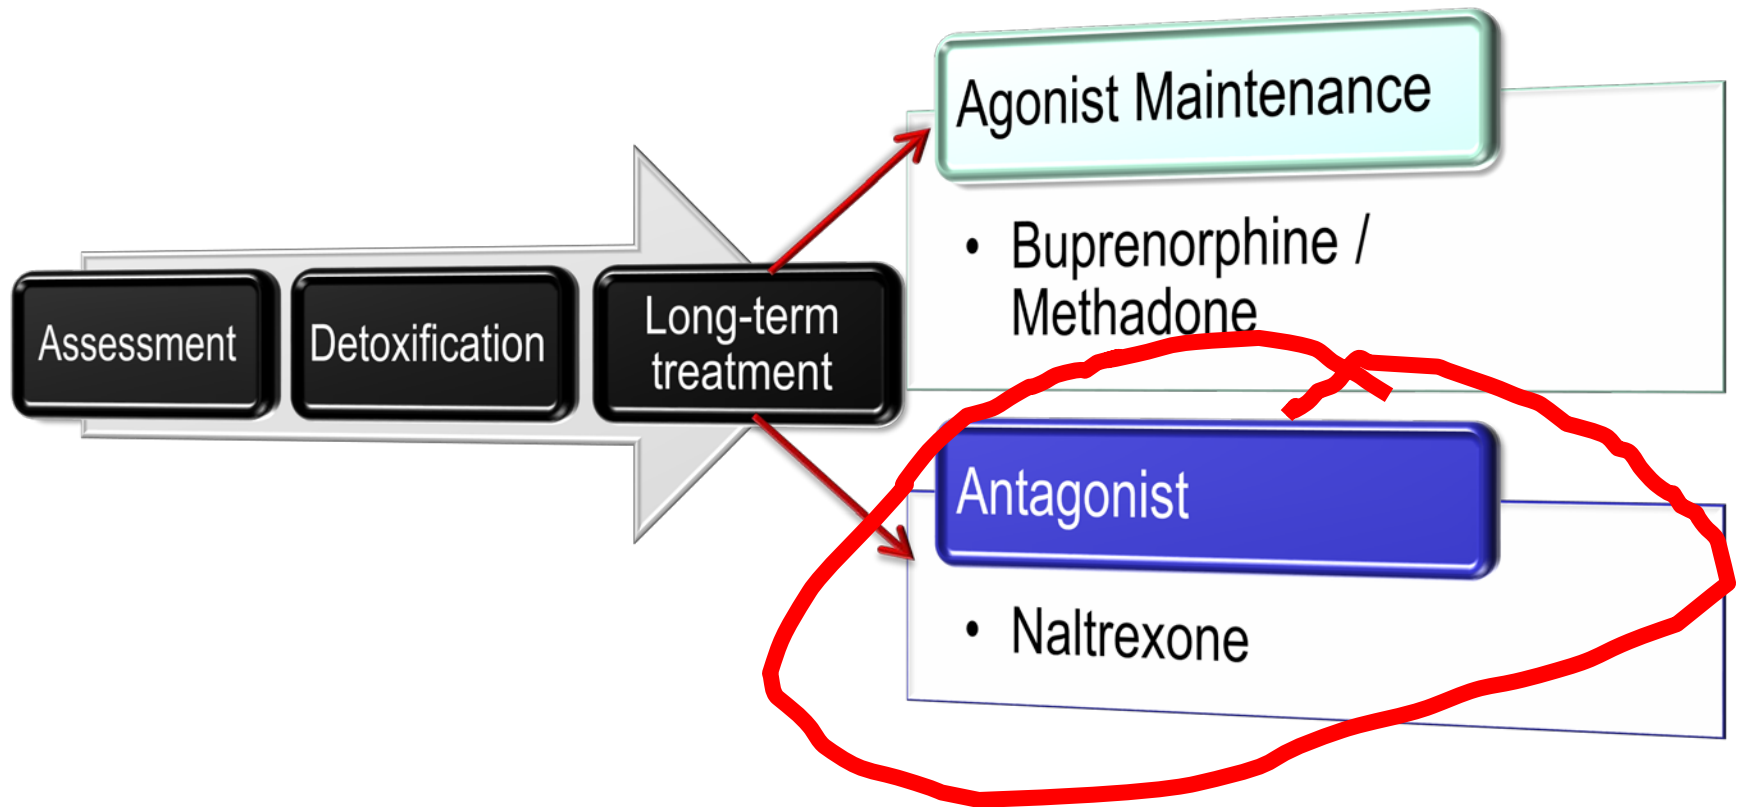 Assessment
Detoxification
Long-term
treatment
Agonist Maintenance
• Buprenorphine /
Methadone
Antagonist
• Naltrexone